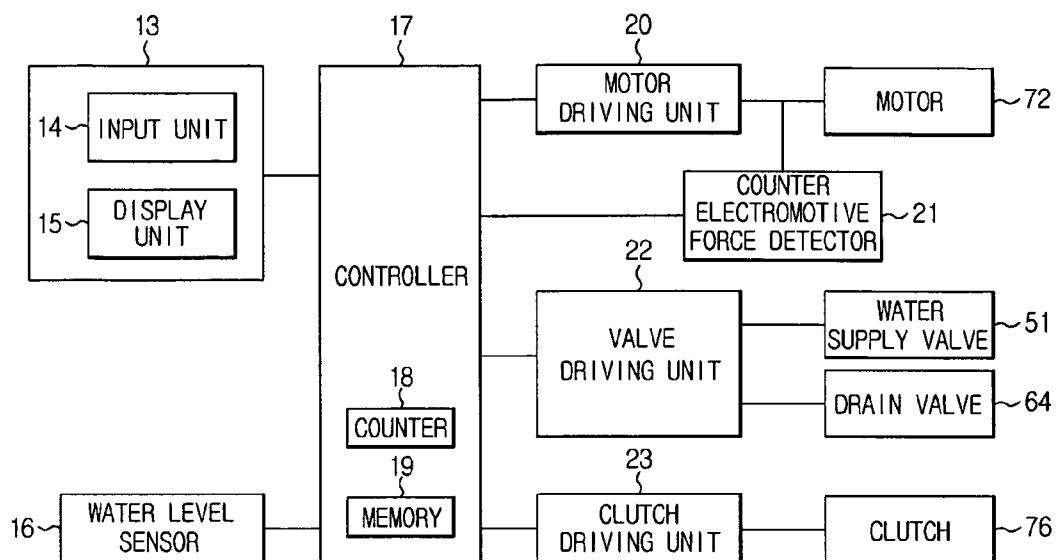 13
14
INPUT UNIT
15
DISPLAY
UNIT
16
WATER LEVEL
SENSOR
17
CONTROLLER
18
COUNTER
19
MEMORY
20
MOTOR
DRIVING UNIT
MOTOR
72
COUNTER
ELECTROMOTIVE
FORCE DETECTOR
21
22
VALVE
DRIVING UNIT
WATER
SUPPLY VALVE
51
DRAIN VALVE
64
23
CLUTCH
DRIVING UNIT
CLUTCH
76